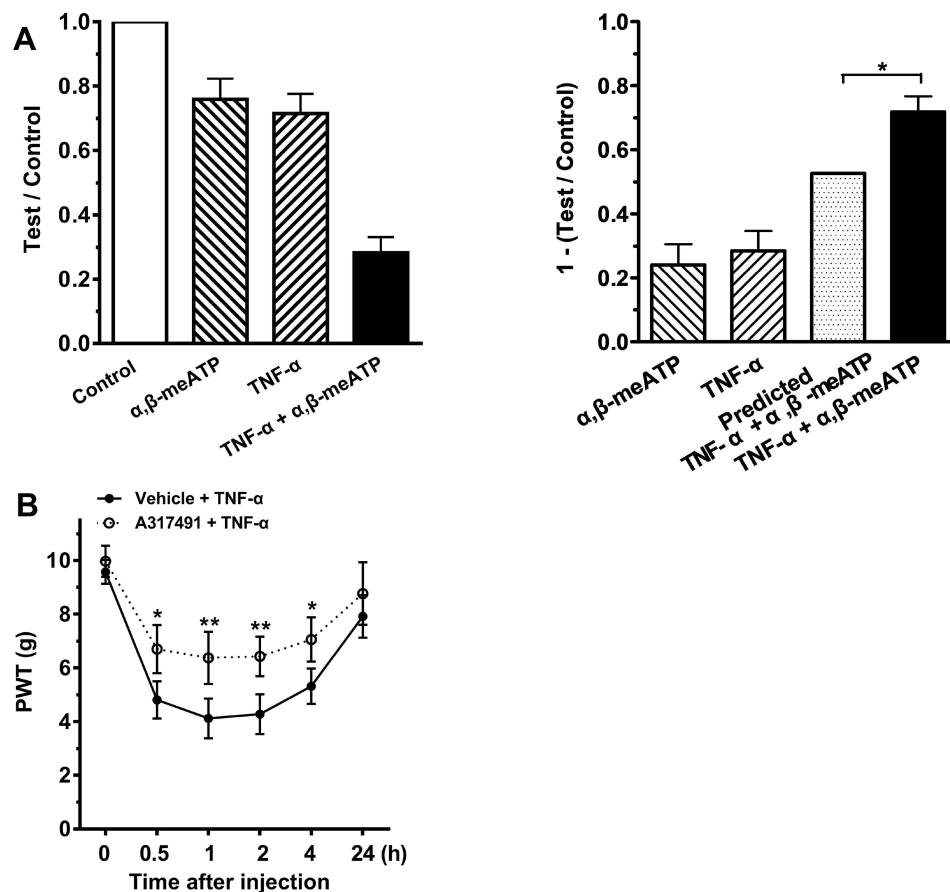 A
Test / Control
1.0
0.8
0.6
0.4
0.2
0.0
Control
α,β-meATP
TNF-α
TNF-α + α,β-meATP
1 - (Test / Control)
1.0
0.8
0.6
0.4
0.2
0.0
*
α,β-meATP
TNF-α
Predicted
TNF- α + α ,β -meATP
TNF-α + α,β-meATP
B
Vehicle + TNF-α
A317491 + TNF-α
PWT (g)
10
8
6
4
2
0
* ** ** *
0 0.5 1 2 4 24 (h)
Time after injection